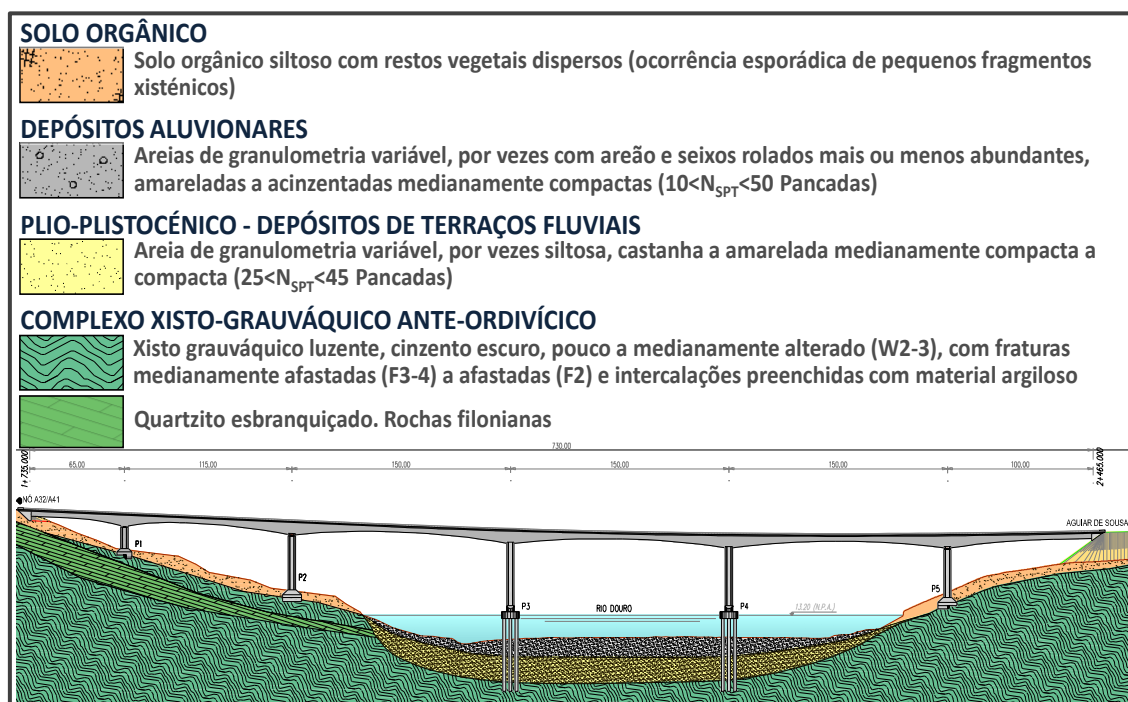 SOLO ORGÂNICO
Solo orgânico siltoso com restos vegetais dispersos (ocorrência esporádica de pequenos fragmentos
xisténicos)
DEPÓSITOS ALUVIONARES
Areias de granulometria variável, por vezes com areão e seixos rolados mais ou menos abundantes,
amareladas a acinzentadas medianamente compactas (10<NSPT<50 Pancadas)
PLIO-PLISTOCÉNICO - DEPÓSITOS DE TERRAÇOS FLUVIAIS
Areia de granulometria variável, por vezes siltosa, castanha a amarelada medianamente compacta a
compacta (25<NSPT<45 Pancadas)
COMPLEXO XISTO-GRAUVÁQUICO ANTE-ORDIVÍCICO
Xisto grauváquico luzente, cinzento escuro, pouco a medianamente alterado (W2-3), com fraturas
medianamente afastadas (F3-4) a afastadas (F2) e intercalações preenchidas com material argiloso
Quartzito esbranquiçado. Rochas filonianas
730,00
1+735.000
65,00
115,00
150,00
150,00
150,00
100,00
2+465.000
NÓ A32/A41
AGUIAR DE SOUSA
P1
P2
P3
RIO DOURO
P4
13.20 (N.P.A.)
P5